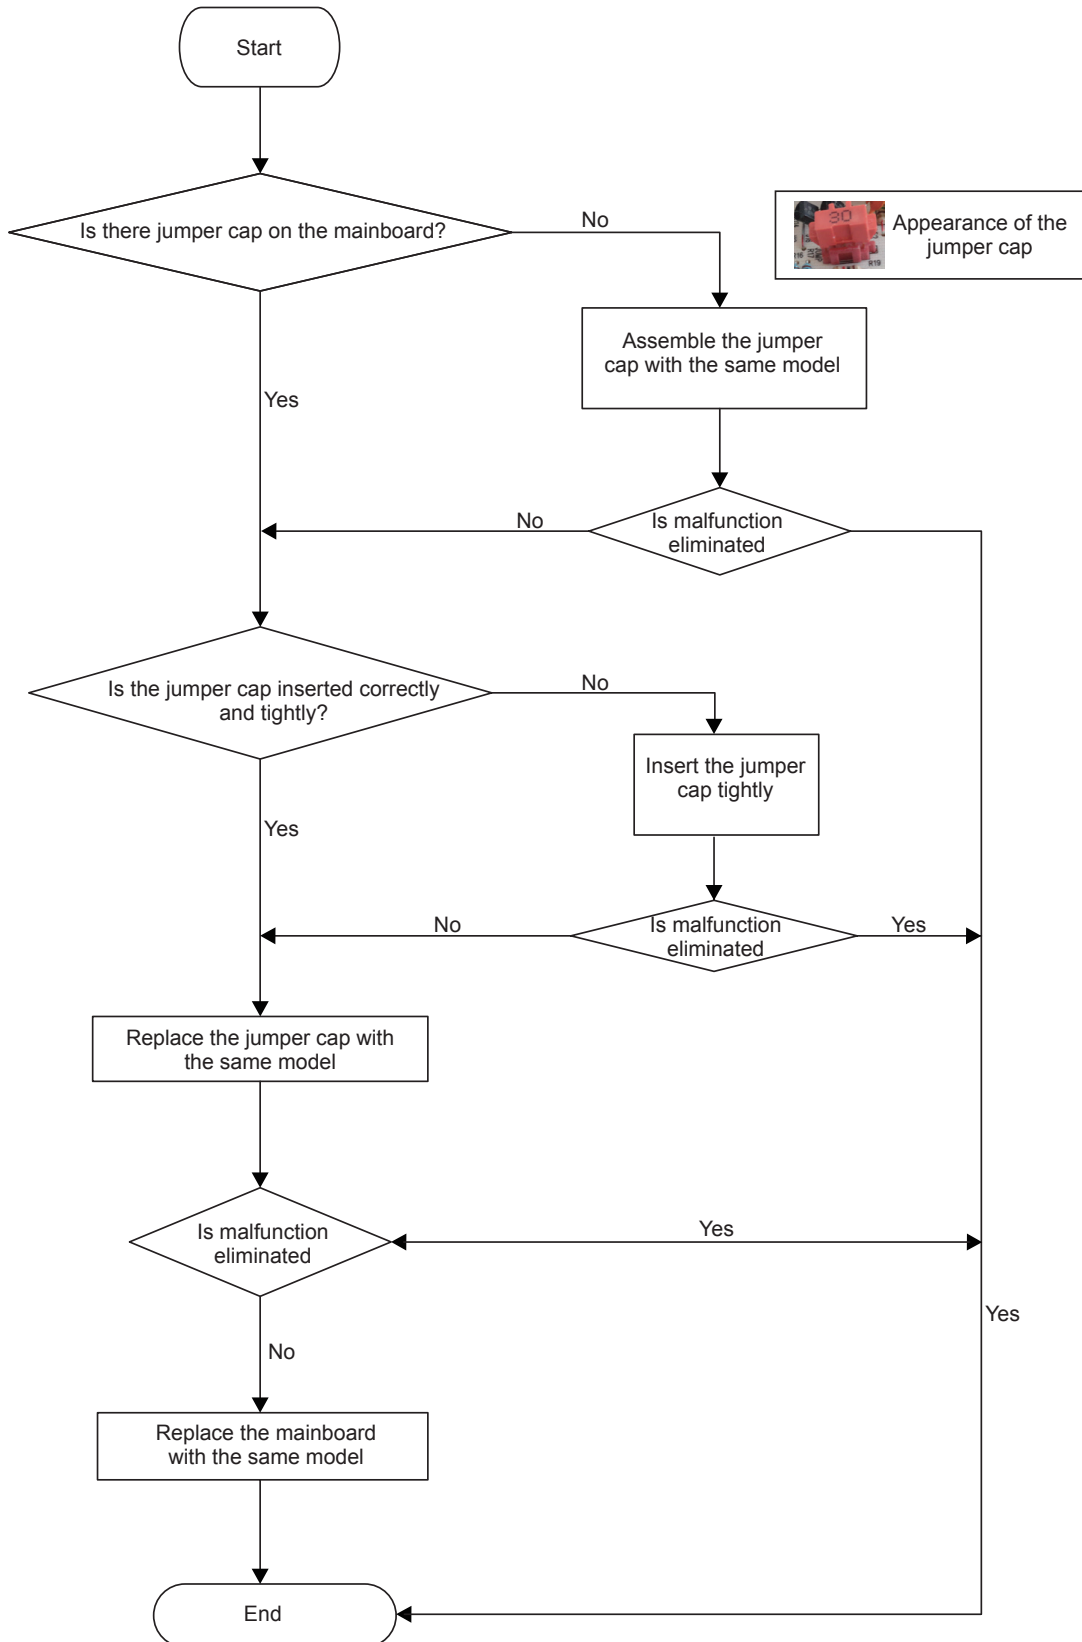 Start
Is there jumper cap on the mainboard?
No
30
R19
Appearance of the
jumper cap
Assemble the jumper
cap with the same model
Yes
No
Is malfunction
eliminated
Is the jumper cap inserted correctly
and tightly?
No
Insert the jumper
cap tightly
Yes
No
Is malfunction
eliminated
Yes
Replace the jumper cap with
the same model
Is malfunction
eliminated
Yes
Yes
No
Replace the mainboard
with the same model
End